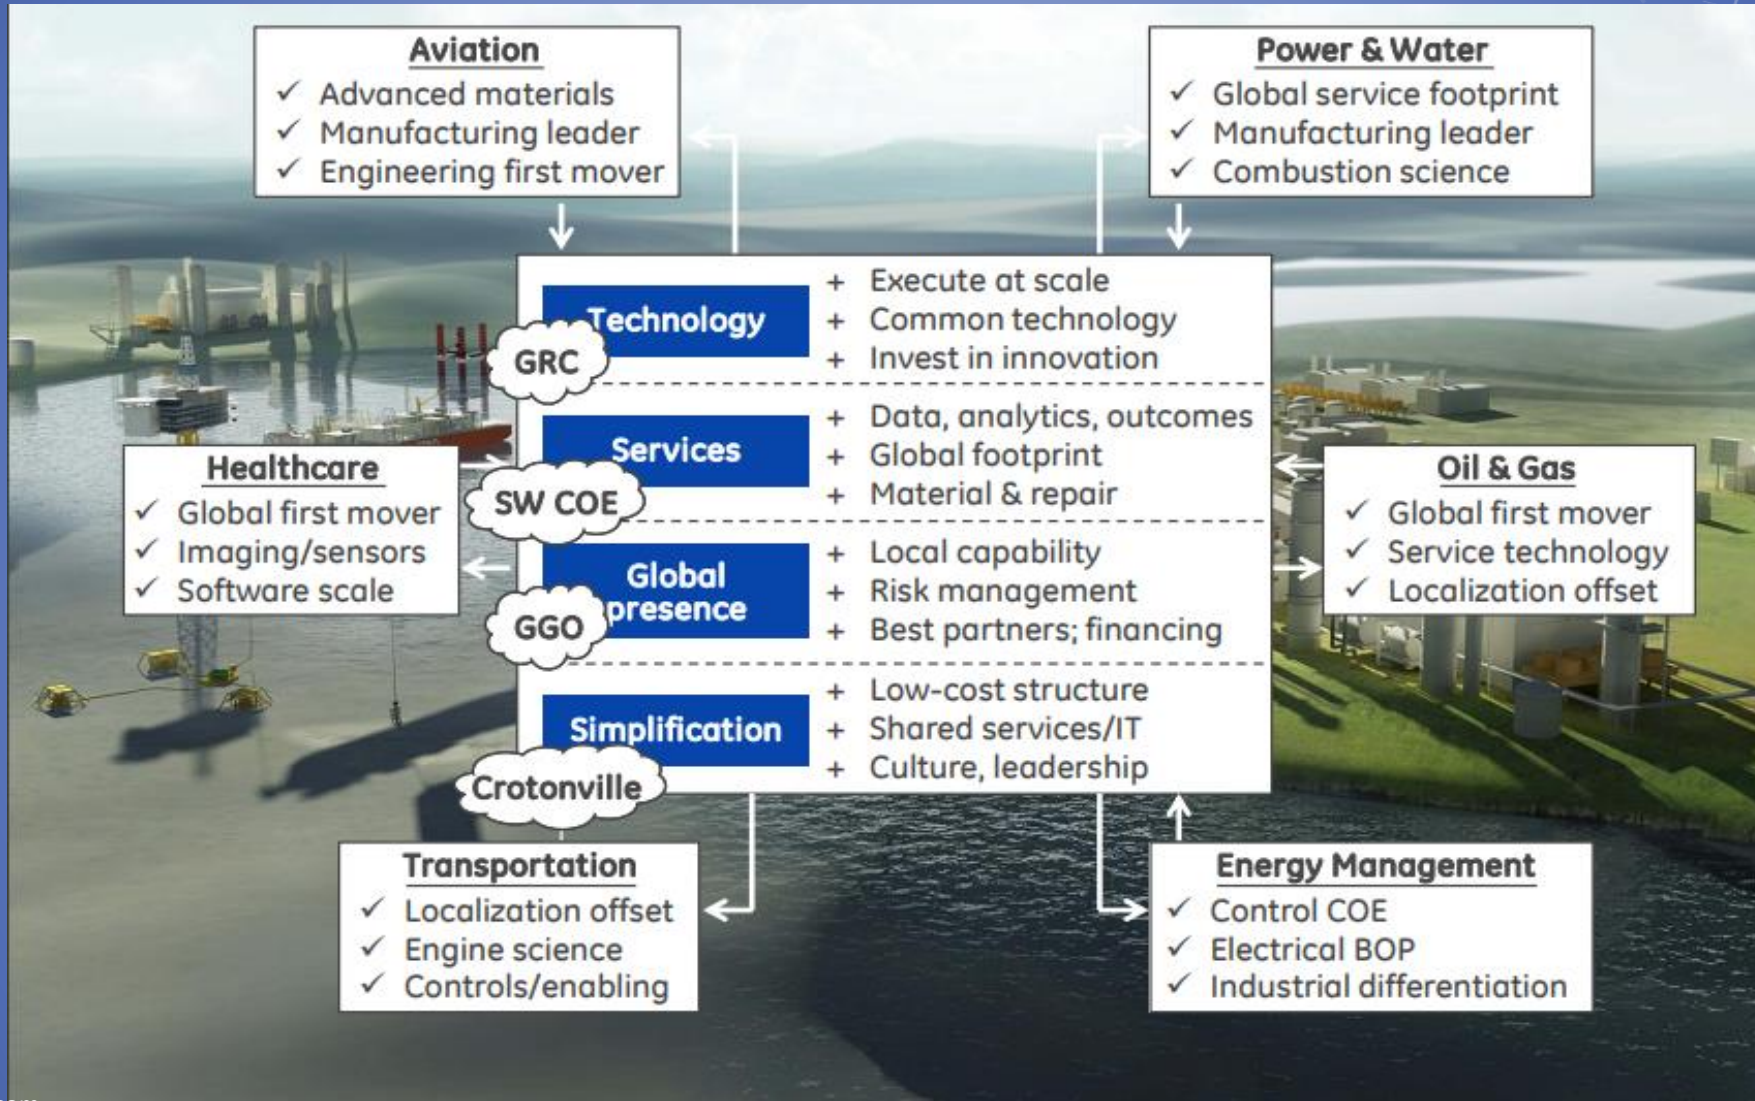 Aviation
✓ Advanced materials
✓ Manufacturing leader
✓ Engineering first mover
Power & Water
✓ Global service footprint
✓ Manufacturing leader
✓ Combustion science
Technology
GRC
+ Execute at scale
+ Common technology
+ Invest in innovation
Services
SW COE
+ Data, analytics, outcomes
+ Global footprint
+ Material & repair
Global
presence
GGO
+ Local capability
+ Risk management
+ Best partners; financing
Simplification
Crotonville
+ Low-cost structure
+ Shared services/IT
+ Culture, leadership
Healthcare
✓ Global first mover
✓ Imaging/sensors
✓ Software scale
Oil & Gas
✓ Global first mover
✓ Service technology
✓ Localization offset
Transportation
✓ Localization offset
✓ Engine science
✓ Controls/enabling
Energy Management
✓ Control COE
✓ Electrical BOP
✓ Industrial differentiation